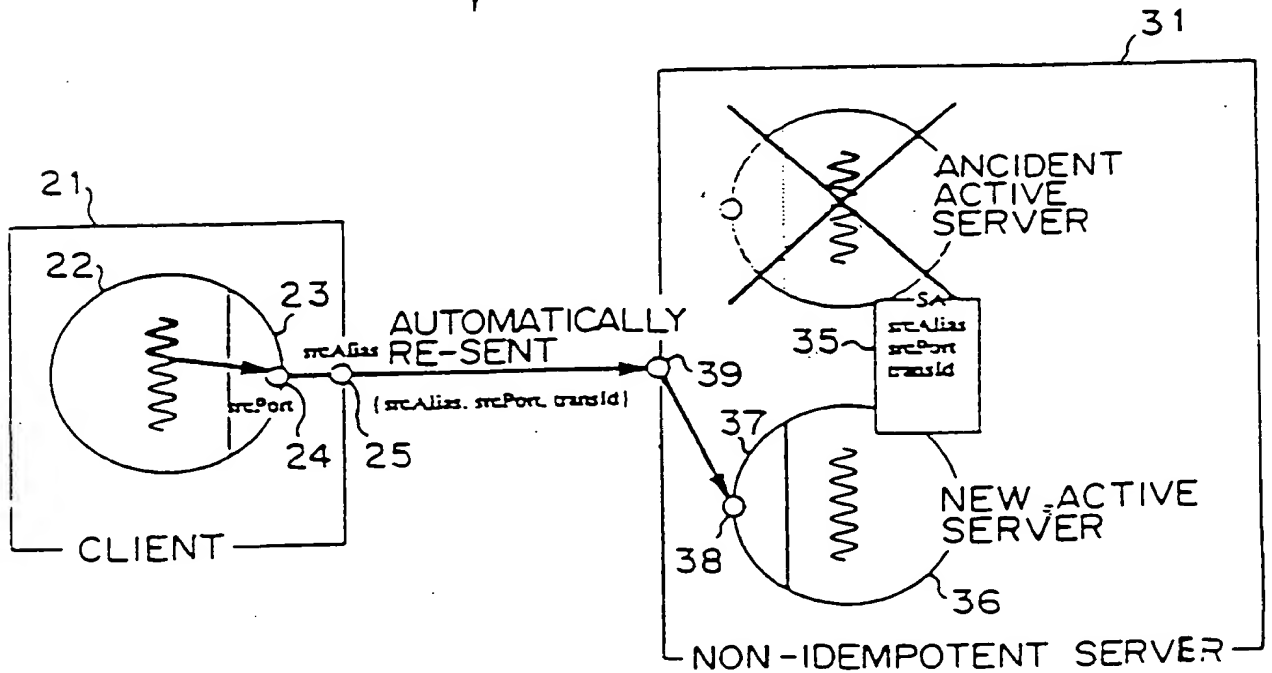 31
ANCIDENT
ACTIVE
SERVER
21
22
23
AUTOMATICALLY
RE-SENT
srcAlias
SA
35
srcAlias
srcPort
transId
39
srcPort
{srcAlias, srcPort, transId}
24
25
37
NEW ACTIVE
SERVER
38
CLIENT
36
NON-IDEMPOTENT SERVER